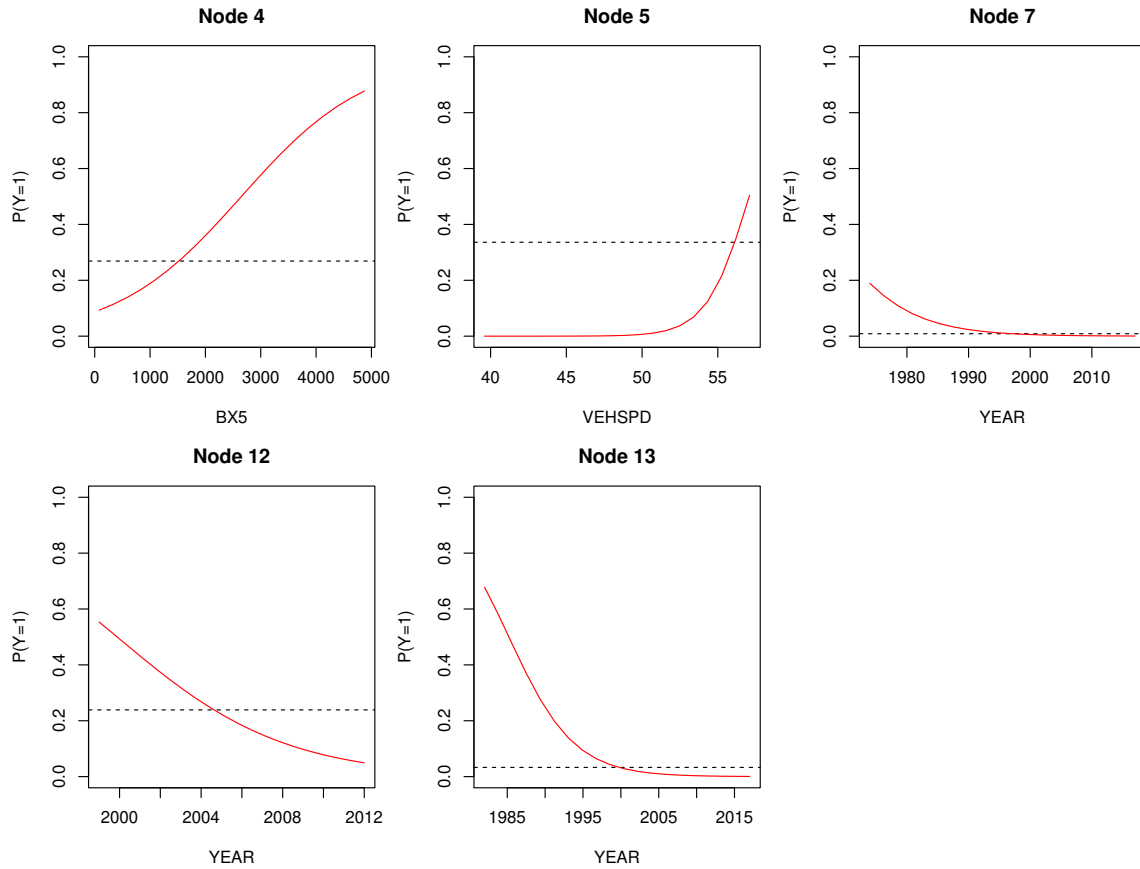 Node 4
P(Y=1)
1.0
0.8
0.6
0.4
0.2
0.0
0 1000 2000 3000 4000 5000
BX5
Node 5
P(Y=1)
1.0
0.8
0.6
0.4
0.2
0.0
40 45 50 55
VEHSPD
Node 7
P(Y=1)
1.0
0.8
0.6
0.4
0.2
0.0
1980 1990 2000 2010
YEAR
Node 12
P(Y=1)
1.0
0.8
0.6
0.4
0.2
0.0
2000 2004 2008 2012
YEAR
Node 13
P(Y=1)
1.0
0.8
0.6
0.4
0.2
0.0
1985 1995 2005 2015
YEAR